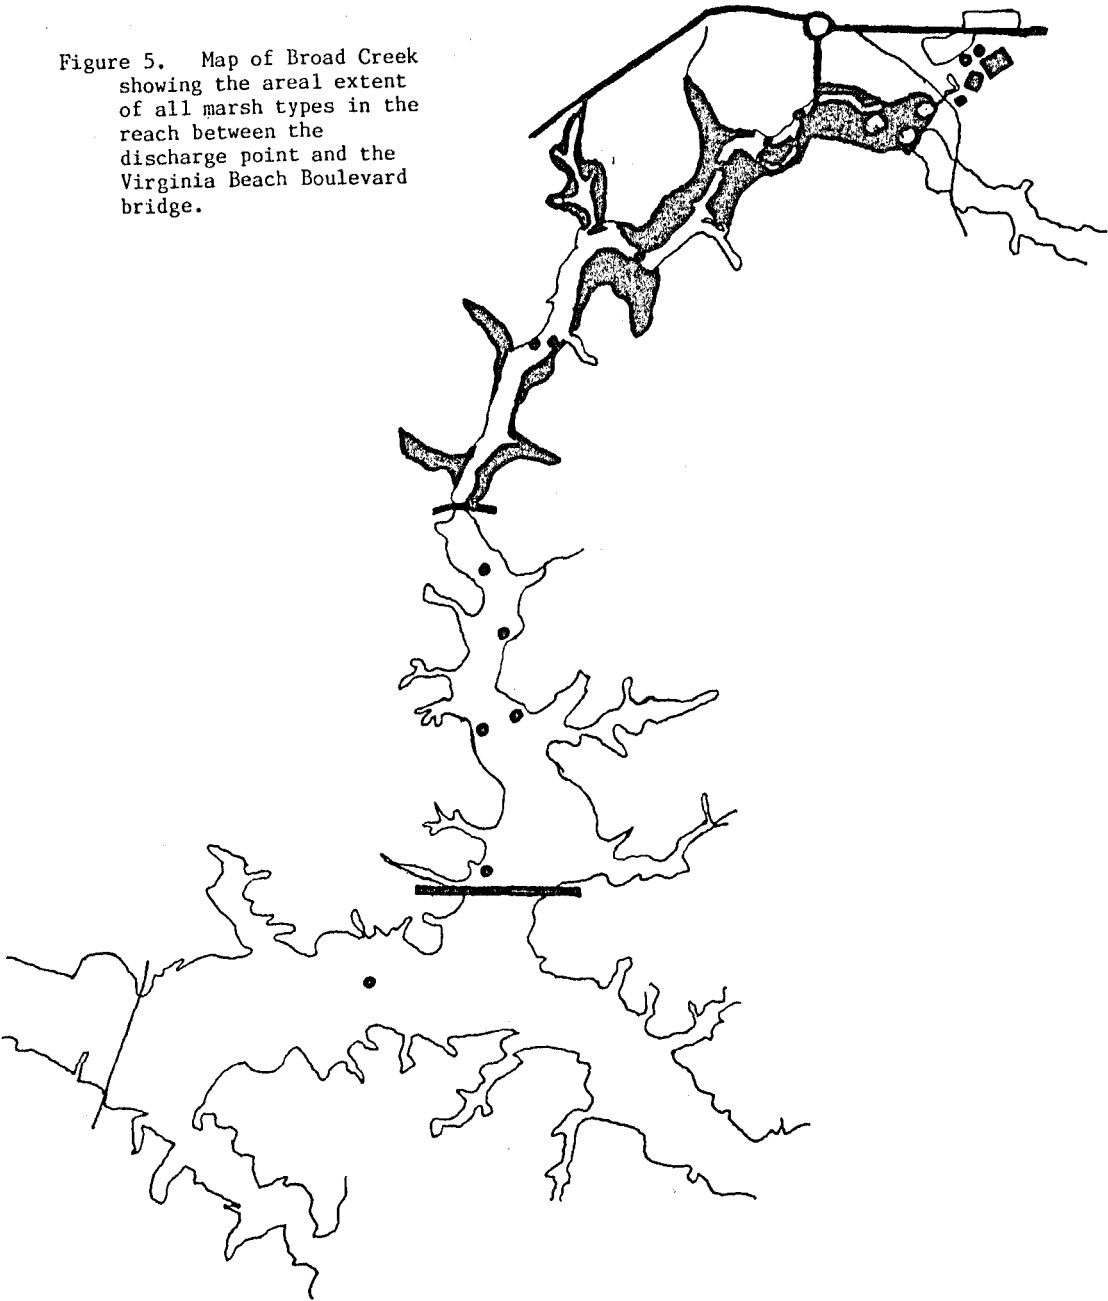 Figure 5. Map of Broad Creek
showing the areal extent
of all marsh types in the
reach between the
discharge point and the
Virginia Beach Boulevard
bridge.